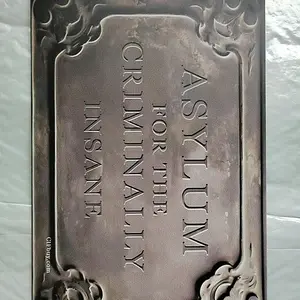 ASYLUM
FOR THE
CRIMINALLY
INSANE